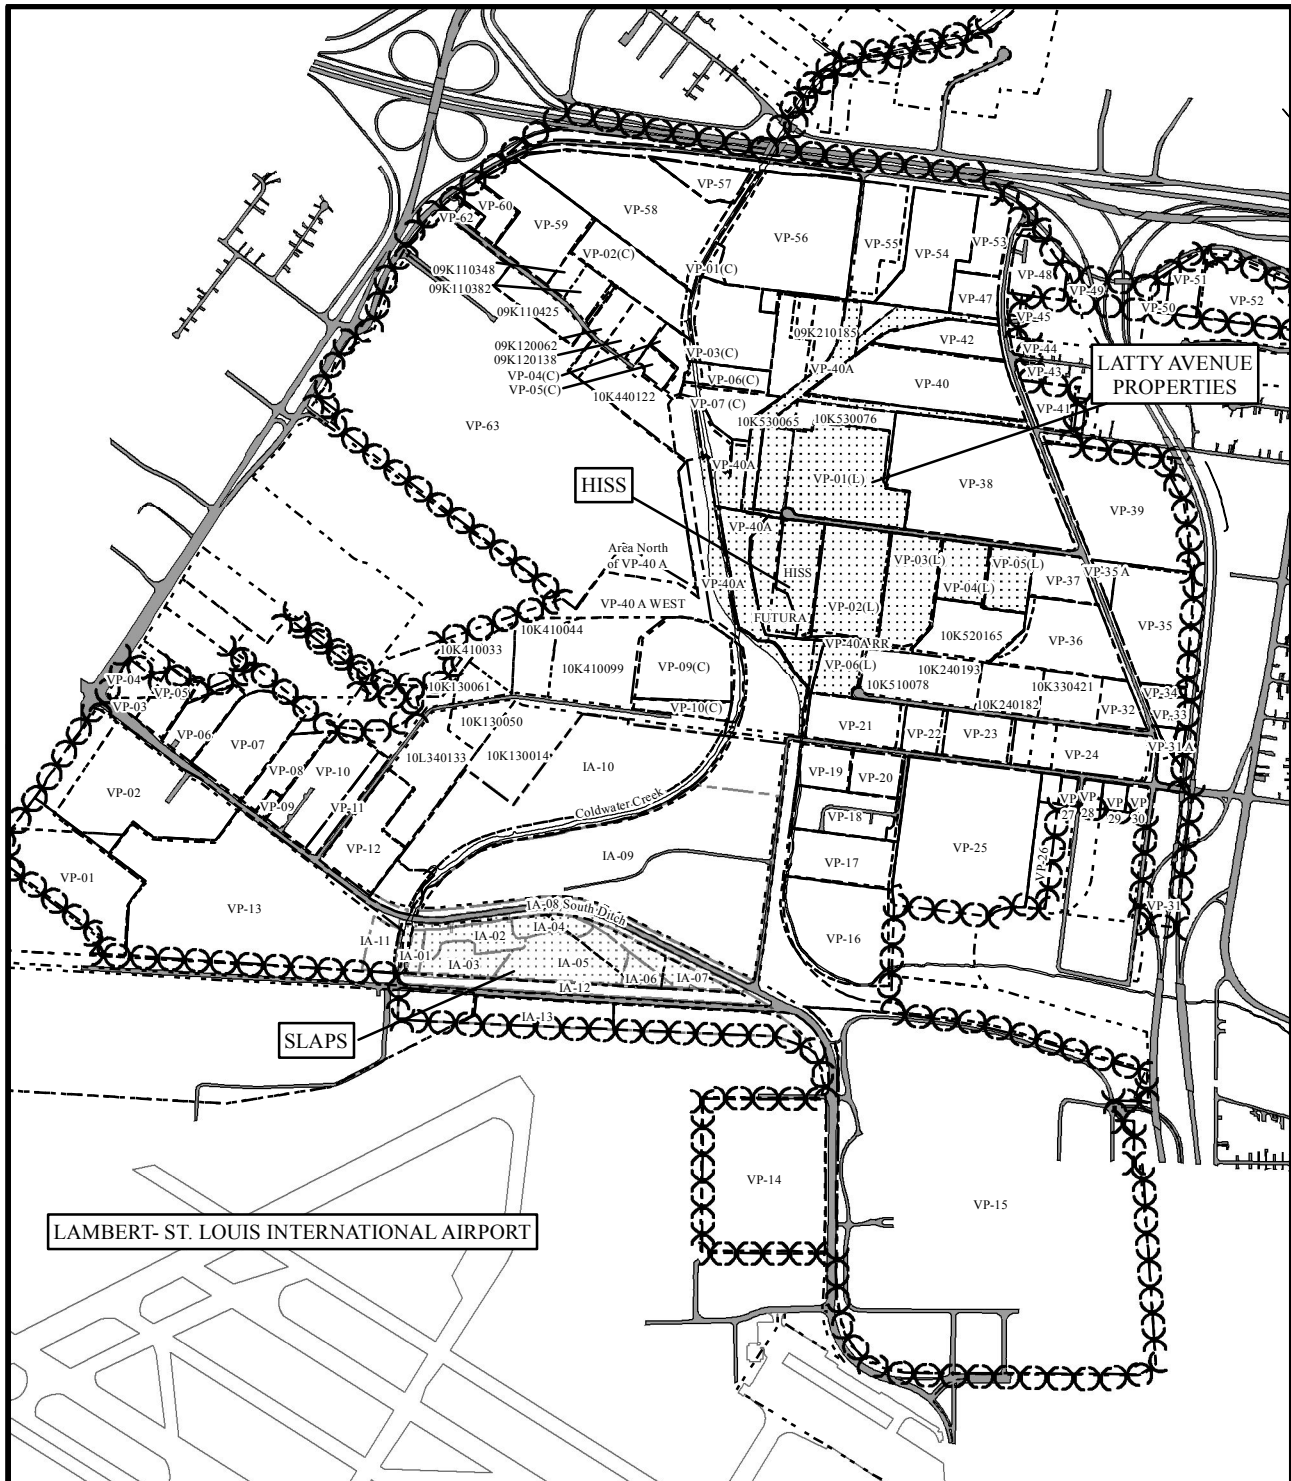 VP-57
VP-60
VP-58
VP-62
VP-59
VP-56
VP-55
VP-53
VP-54
VP-02(C)
VP-48
VP-51
VP-49
VP-52
VP-50
09K110348
VP-01(C)
09K110382
VP-47
09K110425
VP-45
09K210185
VP-42
09K120062
VP-44
09K120138
VP-03(C)
LATTY AVENUE
PROPERTIES
VP-04(C)
VP-40A
VP-43
VP-05(C)
VP-06(C)
VP-40
10K440122
VP-07 (C)
VP-41
10K530065
10K530076
VP-63
VP-40A
VP-01(L)
VP-38
HISS
VP-39
VP-40A
Area North
of VP-40 A
VP-03(L)
VP-05(L)
HISS
VP-35 A
VP-40A
VP-37
VP-04(L)
VP-40 A WEST
VP-02(L)
FUTURA
VP-35
10K410044
10K520165
VP-36
10K410033
VP-40A RR
10K410099
VP-09(C)
VP-06(L)
10K240193
VP-04
10K130061
10K510078
10K330421
VP-05
VP-34
VP-03
VP-10(C)
10K240182
VP-32
VP-33
10K130050
VP-06
VP-21
VP-22
VP-23
VP-07
VP-31 A
10L340133
10K130014
VP-24
IA-10
VP-08
VP-10
VP-19
VP-20
VP-02
VP-11
Coldwater Creek
VP-09
VP-18
VP
27
VP
28
VP
29
VP
30
VP-12
VP-25
IA-09
VP-17
VP-26
VP-01
VP-13
IA-08 South Ditch
VP-31
IA-11
IA-02
IA-04
VP-16
IA-01
IA-03
IA-05
IA-06
IA-07
IA-12
IA-13
SLAPS
VP-14
VP-15
LAMBERT- ST. LOUIS INTERNATIONAL AIRPORT